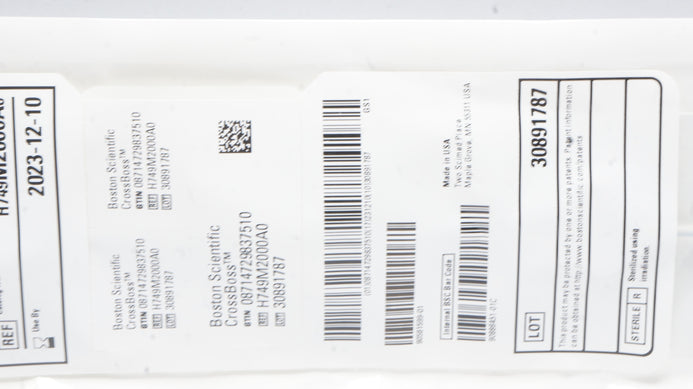 REF
H749M2000A0
Use By
2023-12-10
Boston Scientific
CrossBoss™
GTIN 08714729837510
REF H749M2000A0
LOT 30891787
Boston Scientific
CrossBoss™
GTIN 08714729837510
REF H749M2000A0
LOT 30891787
Boston Scientific
CrossBoss™
GTIN 08714729837510
REF H749M2000A0
LOT 30891787
GS1
Internal BSC Bar Code
Made in USA
Two Scimed Place
Maple Grove, MN 55311 USA
LOT
30891787
This product may be protected by one or more patents. Patent information
can be obtained at http://www.bostonscientific.com/patents
STERILE R
Sterilized using
irradiation.